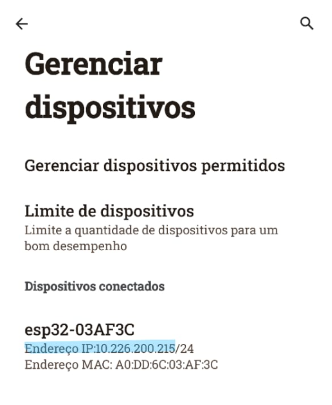 Gerenciar
dispositivos
Gerenciar dispositivos permitidos
Limite de dispositivos
Limite a quantidade de dispositivos para um
bom desempenho
Dispositivos conectados
esp32-03AF3C
Endereço IP:10.226.200.215/24
Endereço MAC: A0:DD:6C:03:AF:3C